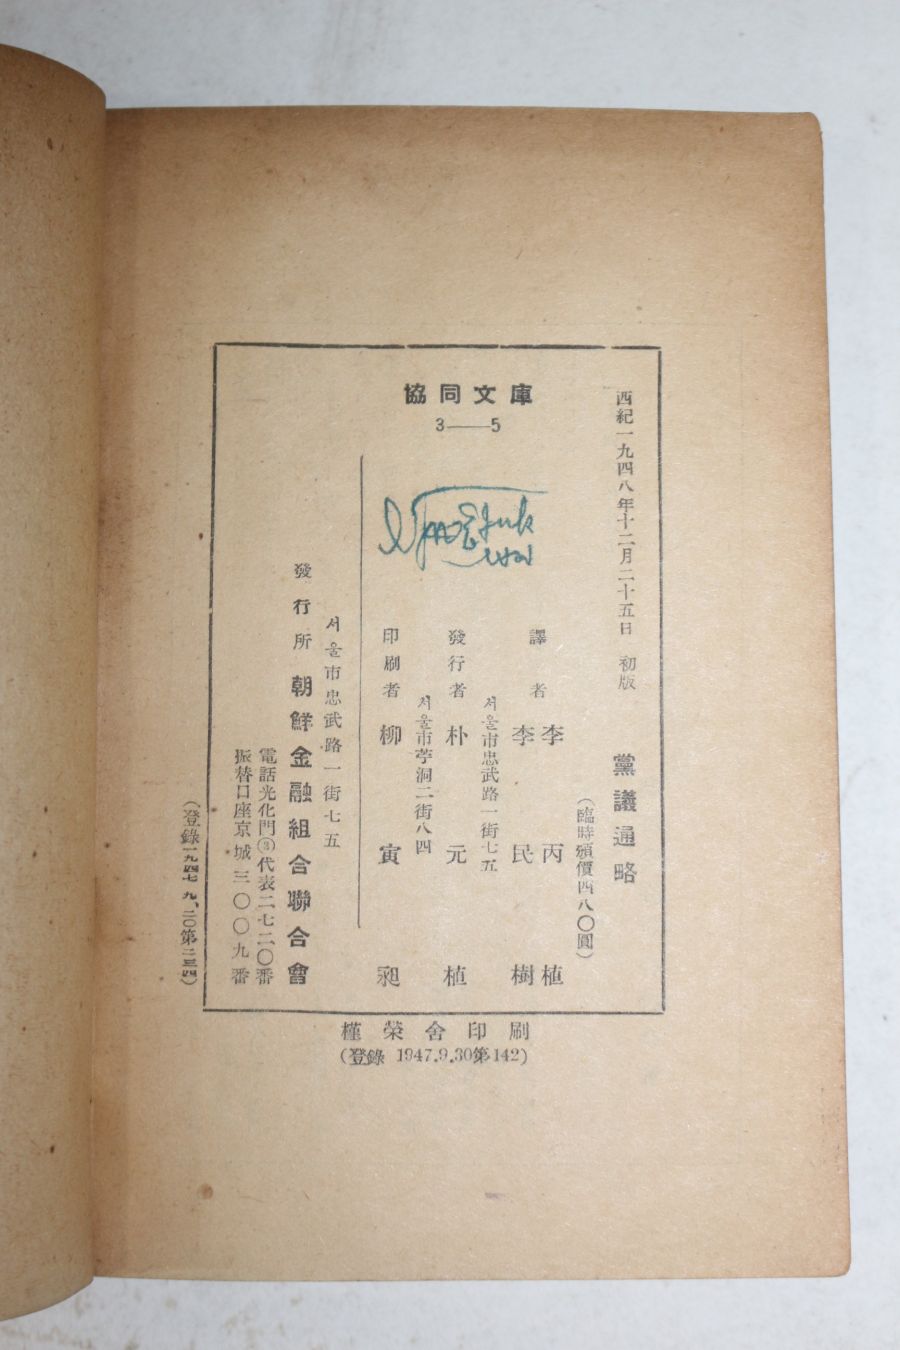 協同文庫
3——5
西紀一九四八年十二月二十五日 初版
黨議通略
(臨時頒價四八〇圓)
譯者 李丙植
李民樹
서울市忠武路一街七五
發行者 朴元植
서울市苧洞二街八四
印刷者 柳寅昶
서울市忠武路一街七五
發行所 朝鮮金融組合聯合會
電話光化門③代表二七二〇番
振替口座京城三〇〇九番
(登錄一九四七、九、二〇第二三四)
槿榮舍印刷
(登錄 1947.9.30第142)